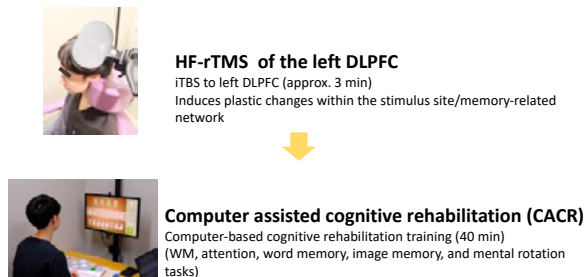 HF-rTMS of the left DLPFC
iTBS to left DLPFC (approx. 3 min)
Induces plastic changes within the stimulus site/memory-related
network
Computer assisted cognitive rehabilitation (CACR)
Computer-based cognitive rehabilitation training (40 min)
(WM, attention, word memory, image memory, and mental rotation
tasks)